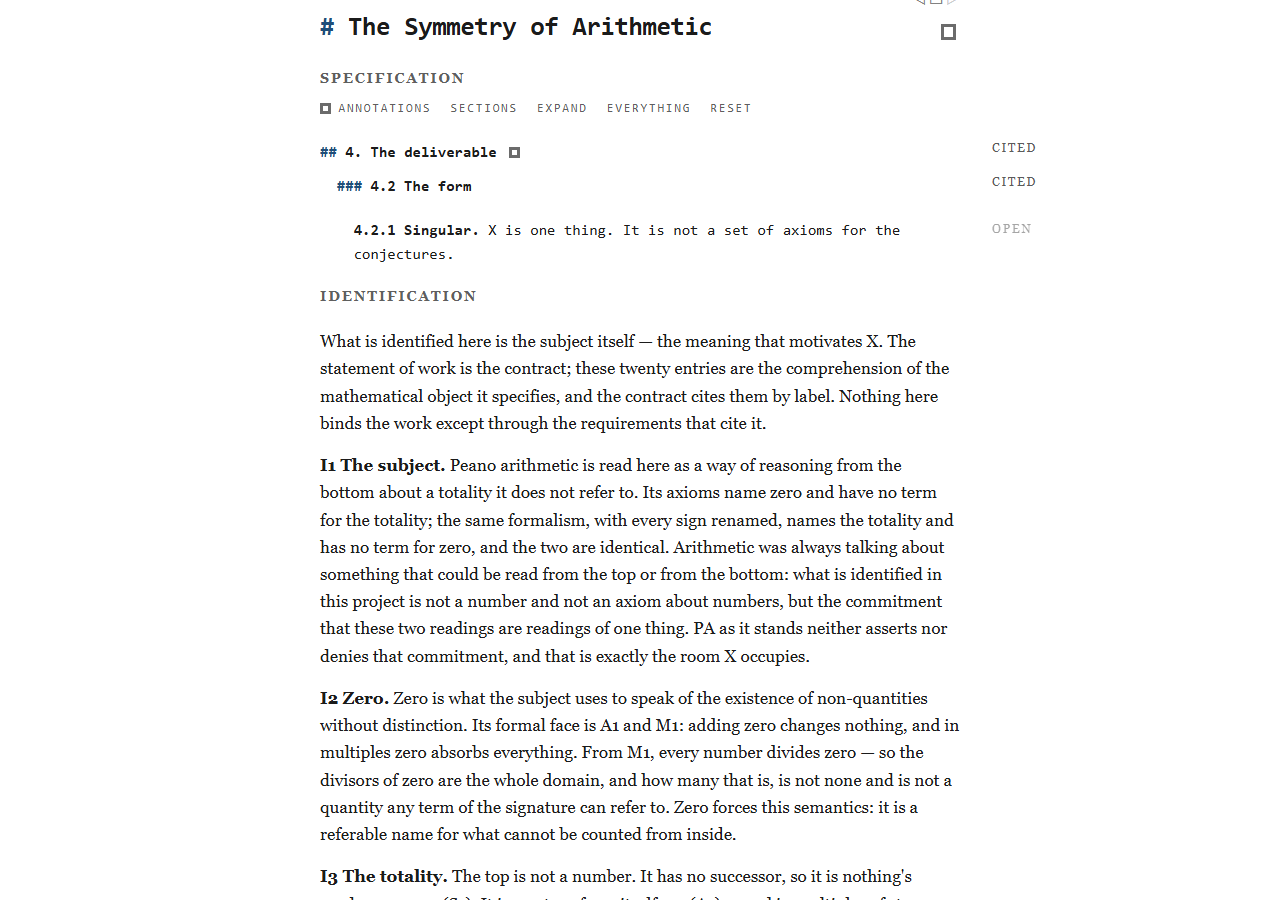 # The Symmetry of Arithmetic
SPECIFICATION
ANNOTATIONS SECTIONS EXPAND EVERYTHING RESET
## 4. The deliverable
CITED
### 4.2 The form
CITED
4.2.1 Singular. X is one thing. It is not a set of axioms for the
OPEN
conjectures.
IDENTIFICATION
What is identified here is the subject itself — the meaning that motivates X. The
statement of work is the contract; these twenty entries are the comprehension of the
mathematical object it specifies, and the contract cites them by label. Nothing here
binds the work except through the requirements that cite it.
I1 The subject. Peano arithmetic is read here as a way of reasoning from the
bottom about a totality it does not refer to. Its axioms name zero and have no term
for the totality; the same formalism, with every sign renamed, names the totality and
has no term for zero, and the two are identical. Arithmetic was always talking about
something that could be read from the top or from the bottom: what is identified in
this project is not a number and not an axiom about numbers, but the commitment
that these two readings are readings of one thing. PA as it stands neither asserts nor
denies that commitment, and that is exactly the room X occupies.
I2 Zero. Zero is what the subject uses to speak of the existence of non-quantities
without distinction. Its formal face is A1 and M1: adding zero changes nothing, and in
multiples zero absorbs everything. From M1, every number divides zero — so the
divisors of zero are the whole domain, and how many that is, is not none and is not a
quantity any term of the signature can refer to. Zero forces this semantics: it is a
referable name for what cannot be counted from inside.
I3 The totality. The top is not a number. It has no successor, so it is nothing's